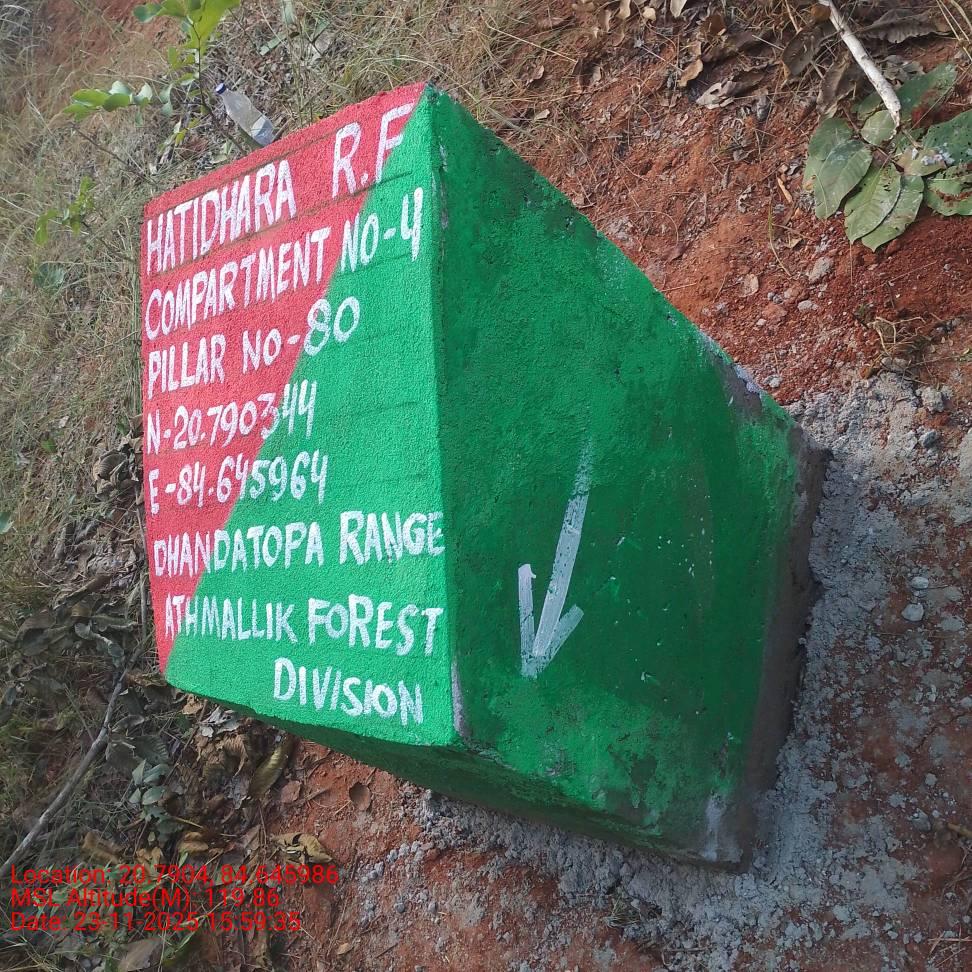 HATIDHARA R.F
COMPARTMENT NO-4
PILLAR NO-80
N-20.790344
E-84.645964
DHANDATOPA RANGE
ATHMALLIK FOREST
DIVISION
Location: 20.7904, 84.645986
MSL Altitude(M) 119.86
Date: 23-11-2025 15:59:35